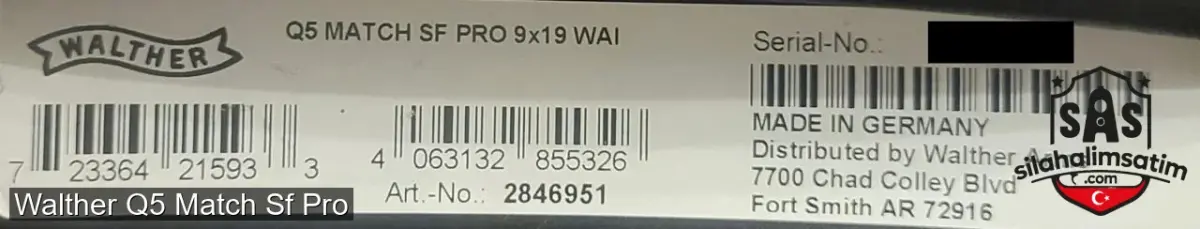 WALTHER
Q5 MATCH SF PRO 9x19 WAI
7 23364 21593 3
4 063132 855326
Art.-No.: 2846951
Serial-No.:
MADE IN GERMANY
Distributed by Walther
7700 Chad Colley Blvd
Fort Smith AR 72916
SAS
silahalimsatim
.com
Walther Q5 Match Sf Pro